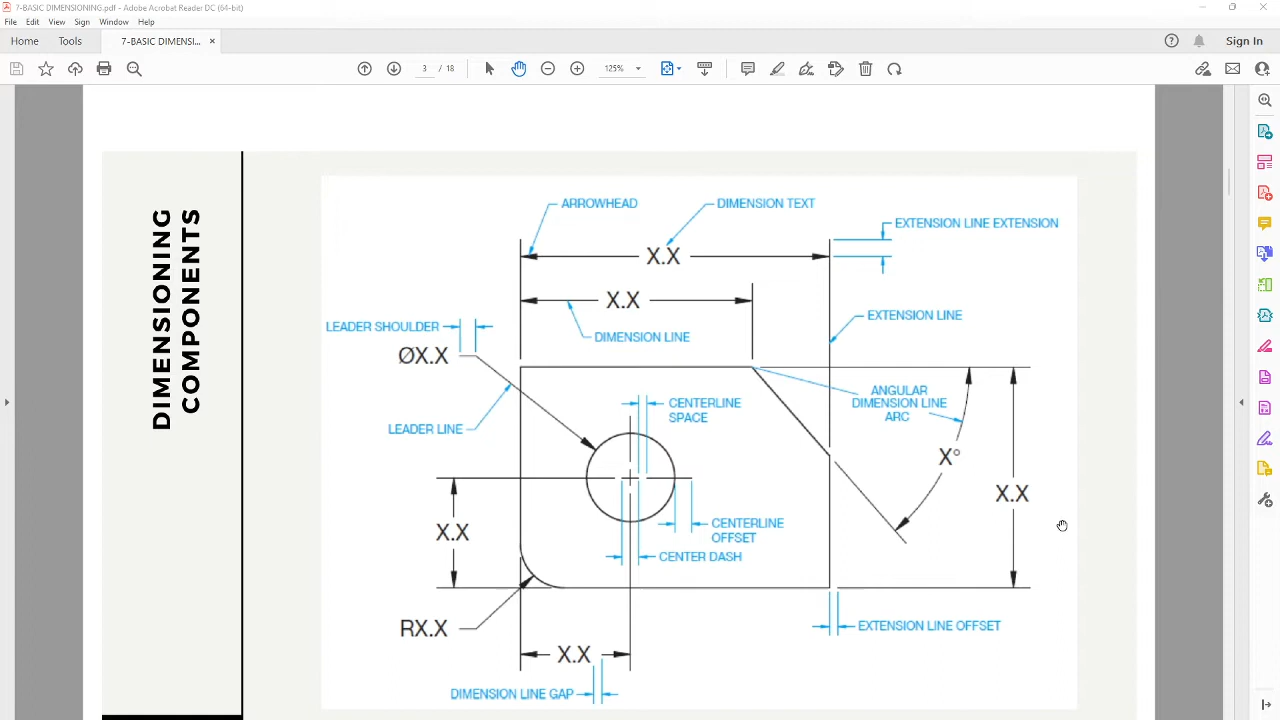 7-BASIC DIMENSIONING.pdf - Adobe Acrobat Reader DC (64-bit)
File Edit View Sign Window Help
Home Tools 7-BASIC DIMENSI... × Sign In
3 / 18 125%
DIMENSIONING
COMPONENTS
ARROWHEAD
DIMENSION TEXT
EXTENSION LINE EXTENSION
X.X
X.X
EXTENSION LINE
LEADER SHOULDER
DIMENSION LINE
ØX.X
ANGULAR
DIMENSION LINE
ARC
CENTERLINE
SPACE
LEADER LINE
X°
X.X
CENTERLINE
OFFSET
X.X
CENTER DASH
RX.X
EXTENSION LINE OFFSET
X.X
DIMENSION LINE GAP